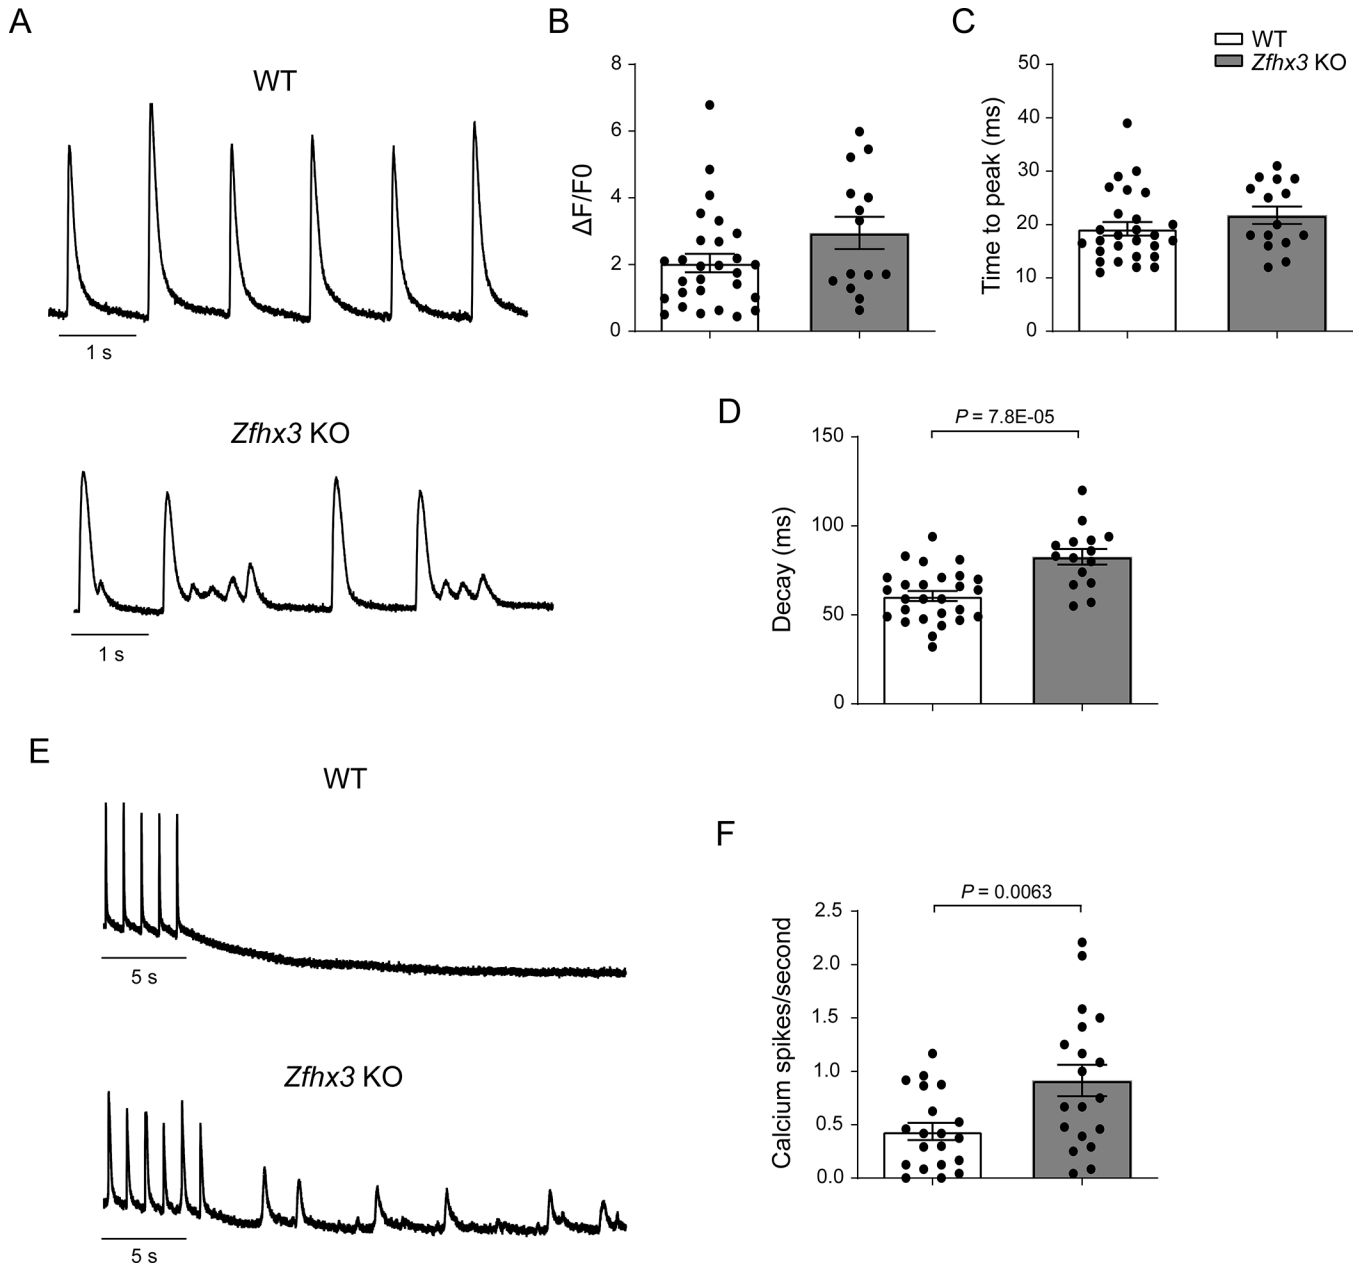 A
WT
1 s
Zfhx3 KO
1 s
B
ΔF/F0
8
6
4
2
0
C
WT
Zfhx3 KO
Time to peak (ms)
50
40
30
20
10
0
D
P = 7.8E-05
Decay (ms)
150
100
50
0
E
WT
5 s
Zfhx3 KO
5 s
F
P = 0.0063
Calcium spikes/second
2.5
2.0
1.5
1.0
0.5
0.0